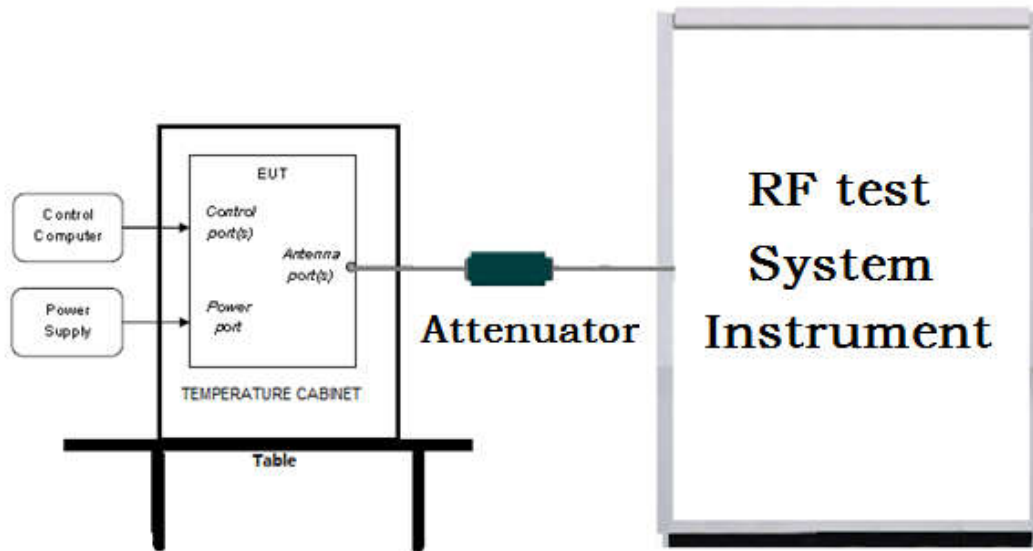 EUT
Control
Computer
Control
port(s)
Antenna
port(s)
Power
Supply
Power
port
TEMPERATURE CABINET
Table
Attenuator
RF test
System
Instrument